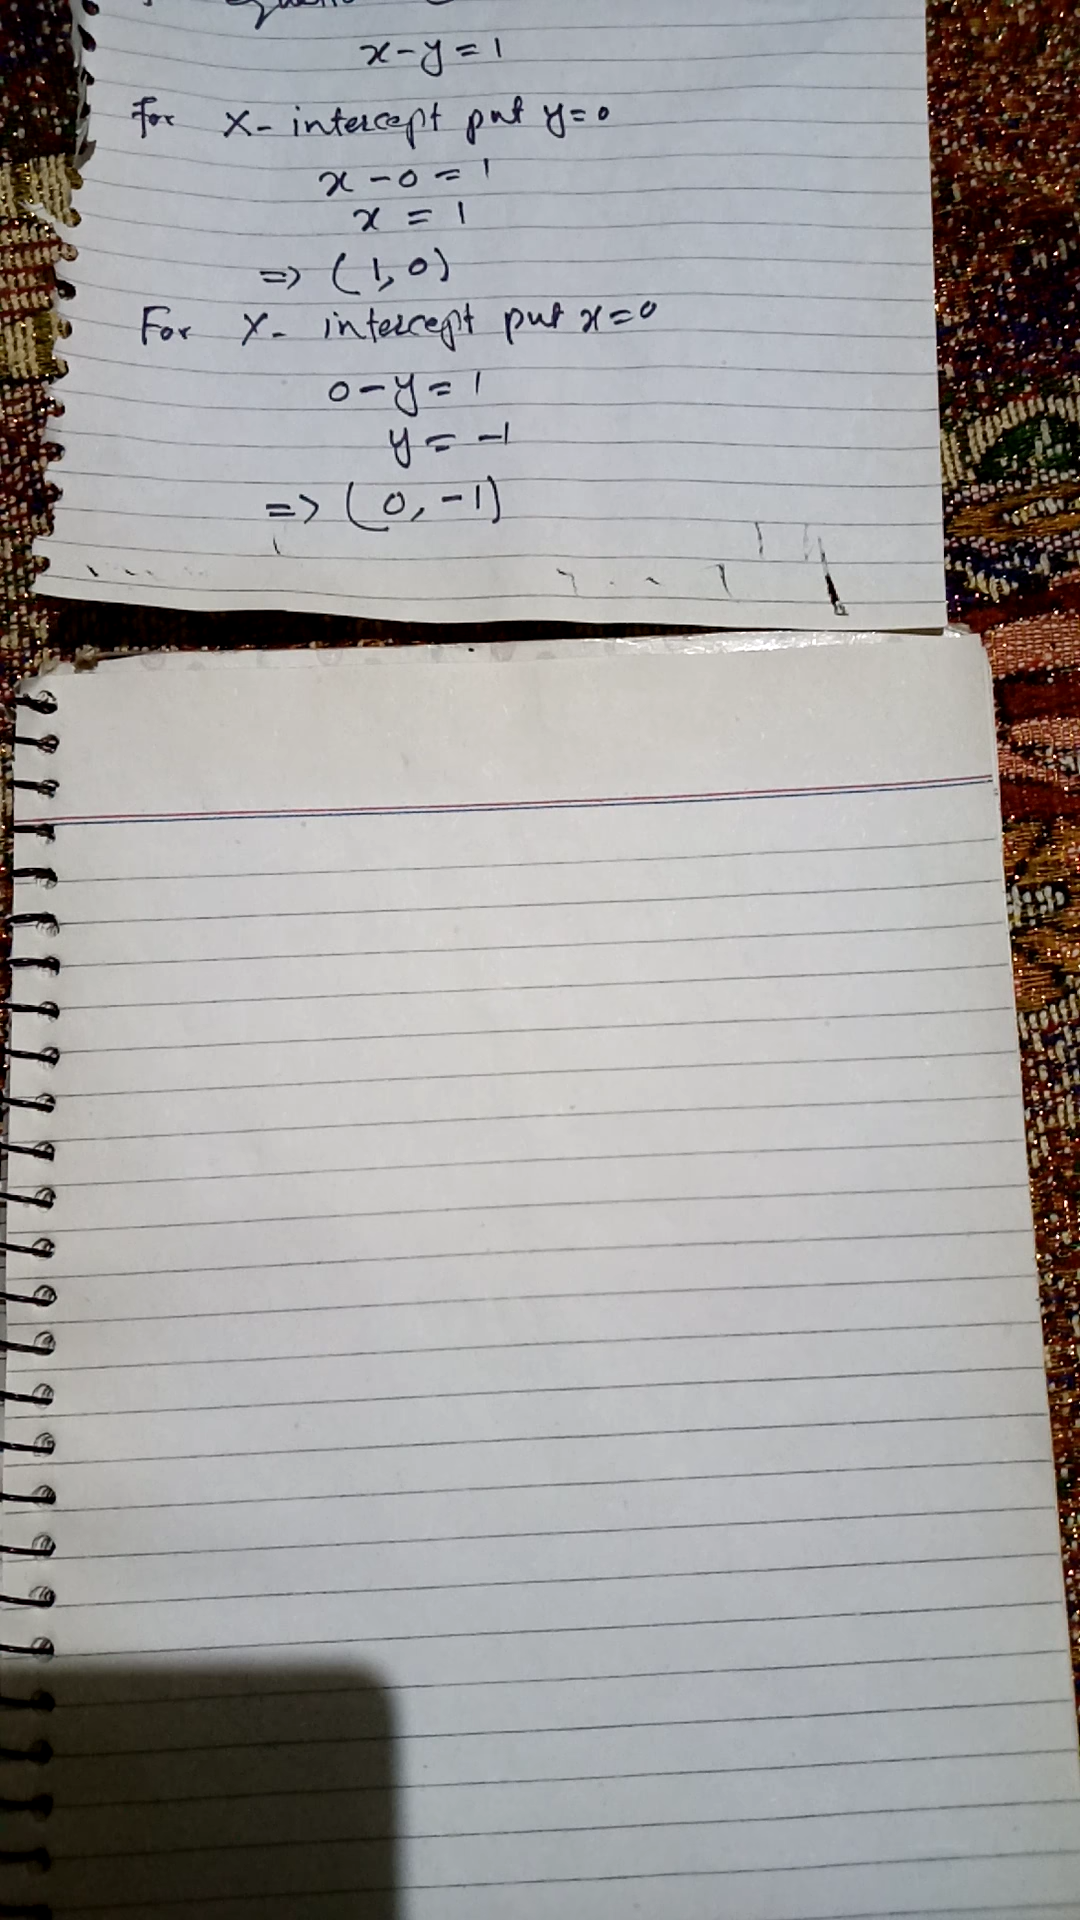 x-y=1
For X- intercept put y=0
x-0=1
x = 1
=> (1,0)
For Y- intercept put x=0
0-y=1
y= -1
=> (0,-1)